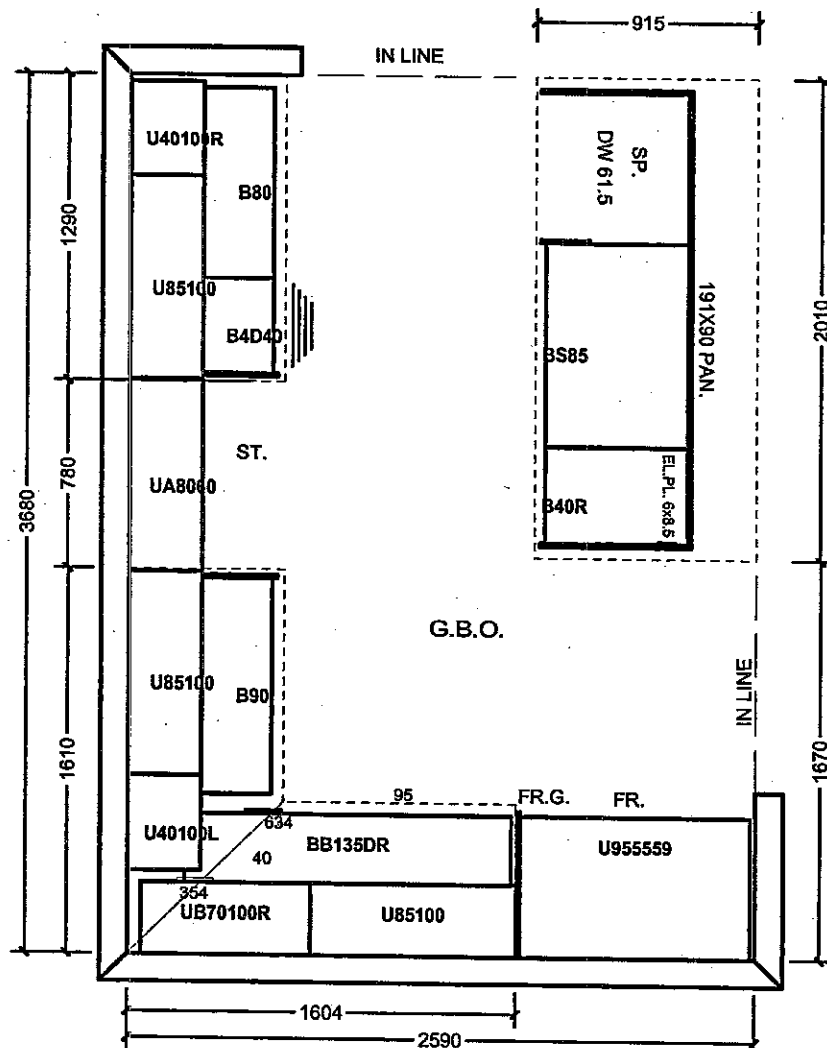 915
IN LINE
U40100R
SP.
DW 61.5
B80
1290
U85100
191X90 PAN.
2010
B4D40
BS85
3680
780
ST.
UA8060
EL.PL. 6x8.5
B40R
G.B.O.
U85100
B90
IN LINE
1610
1670
95
FR.G.
FR.
634
U40100L
BB135DR
U955559
40
354
UB70100R
U85100
1604
2590